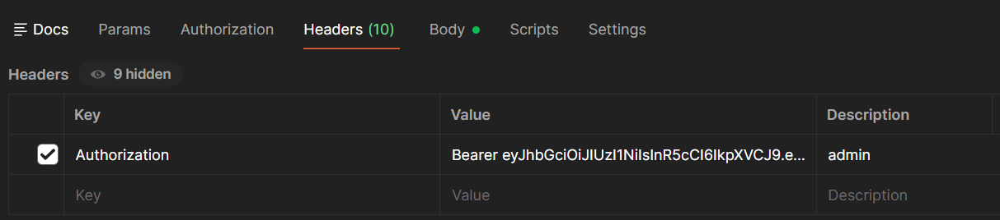 Docs Params Authorization Headers (10) Body Scripts Settings
Headers 9 hidden
Key Value Description
Authorization Bearer eyJhbGciOiJIUzI1NiIsInR5cCI6IkpXVCJ9.e... admin
Key Value Description